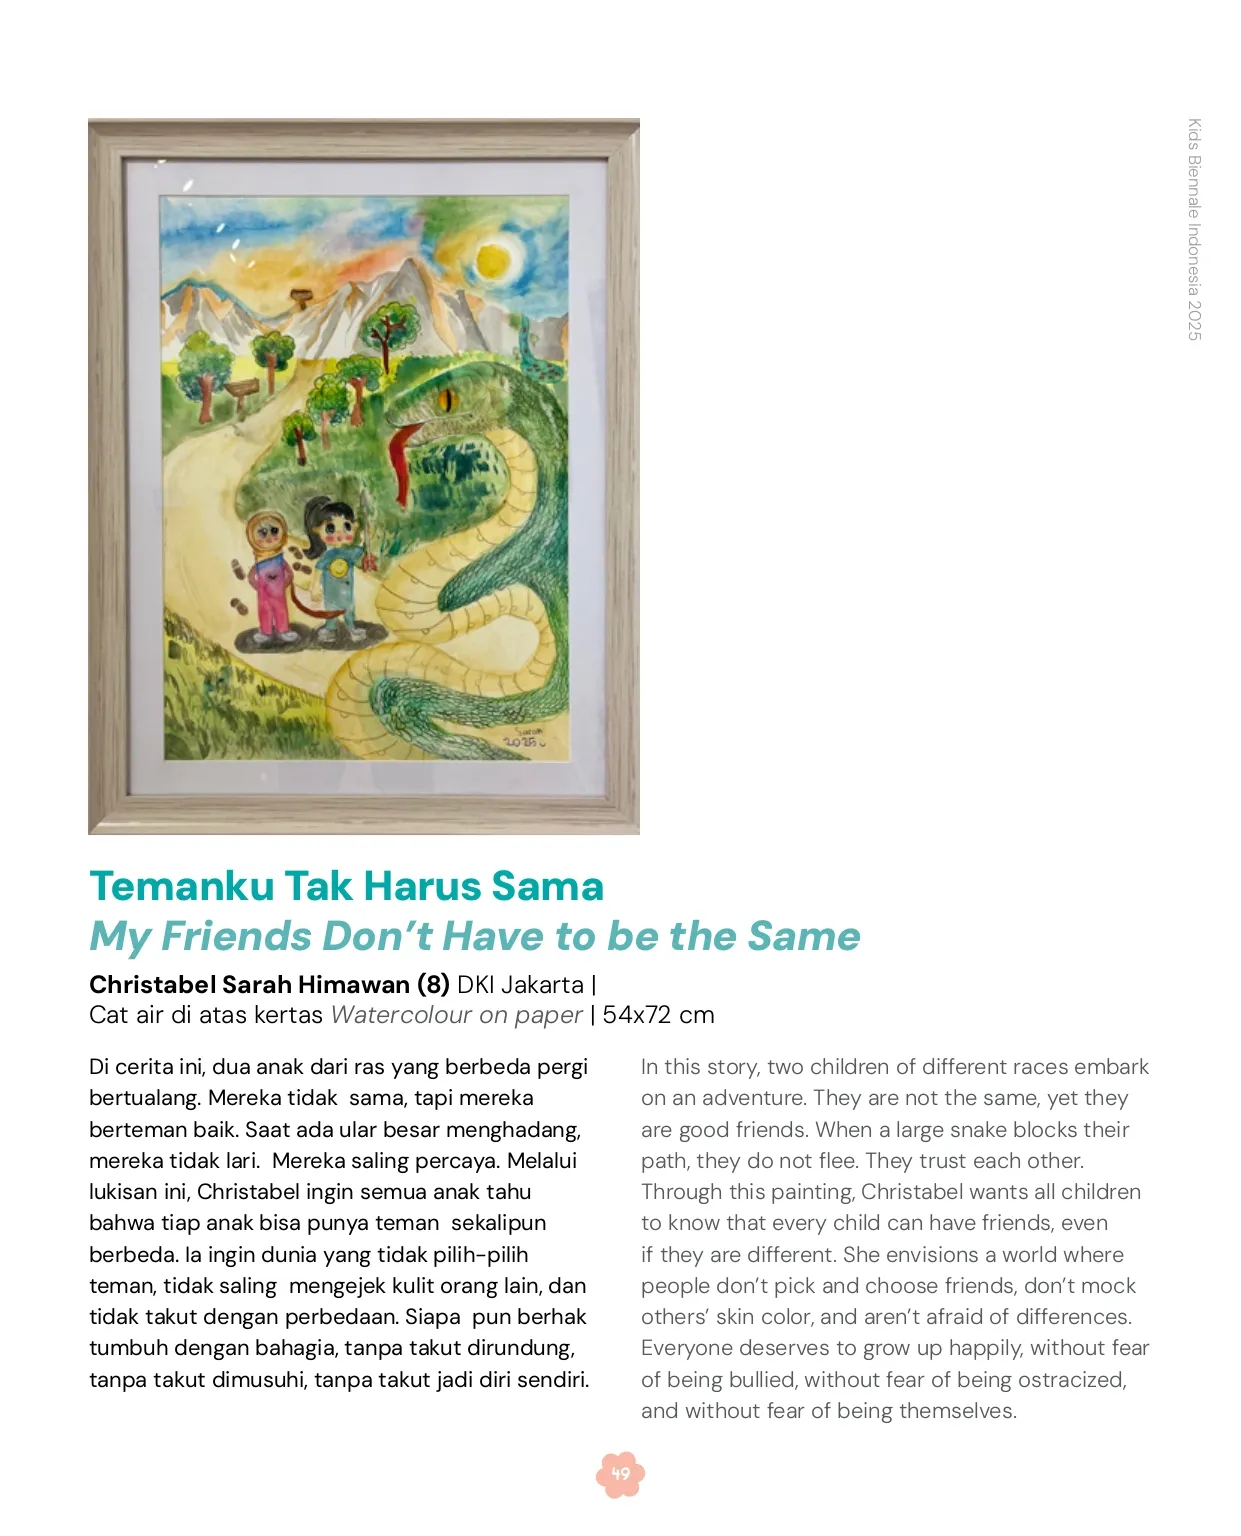 Kids Biennale Indonesia 2025
Sarah
2025
Temanku Tak Harus Sama
My Friends Don’t Have to be the Same
Christabel Sarah Himawan (8) DKI Jakarta |
Cat air di atas kertas Watercolour on paper | 54x72 cm
Di cerita ini, dua anak dari ras yang berbeda pergi
bertualang. Mereka tidak  sama, tapi mereka
berteman baik. Saat ada ular besar menghadang,
mereka tidak lari.  Mereka saling percaya. Melalui
lukisan ini, Christabel ingin semua anak tahu
bahwa tiap anak bisa punya teman  sekalipun
berbeda. Ia ingin dunia yang tidak pilih-pilih
teman, tidak saling  mengejek kulit orang lain, dan
tidak takut dengan perbedaan. Siapa  pun berhak
tumbuh dengan bahagia, tanpa takut dirundung,
tanpa takut dimusuhi, tanpa takut jadi diri sendiri.
In this story, two children of different races embark
on an adventure. They are not the same, yet they
are good friends. When a large snake blocks their
path, they do not flee. They trust each other.
Through this painting, Christabel wants all children
to know that every child can have friends, even
if they are different. She envisions a world where
people don’t pick and choose friends, don’t mock
others’ skin color, and aren’t afraid of differences.
Everyone deserves to grow up happily, without fear
of being bullied, without fear of being ostracized,
and without fear of being themselves.
49